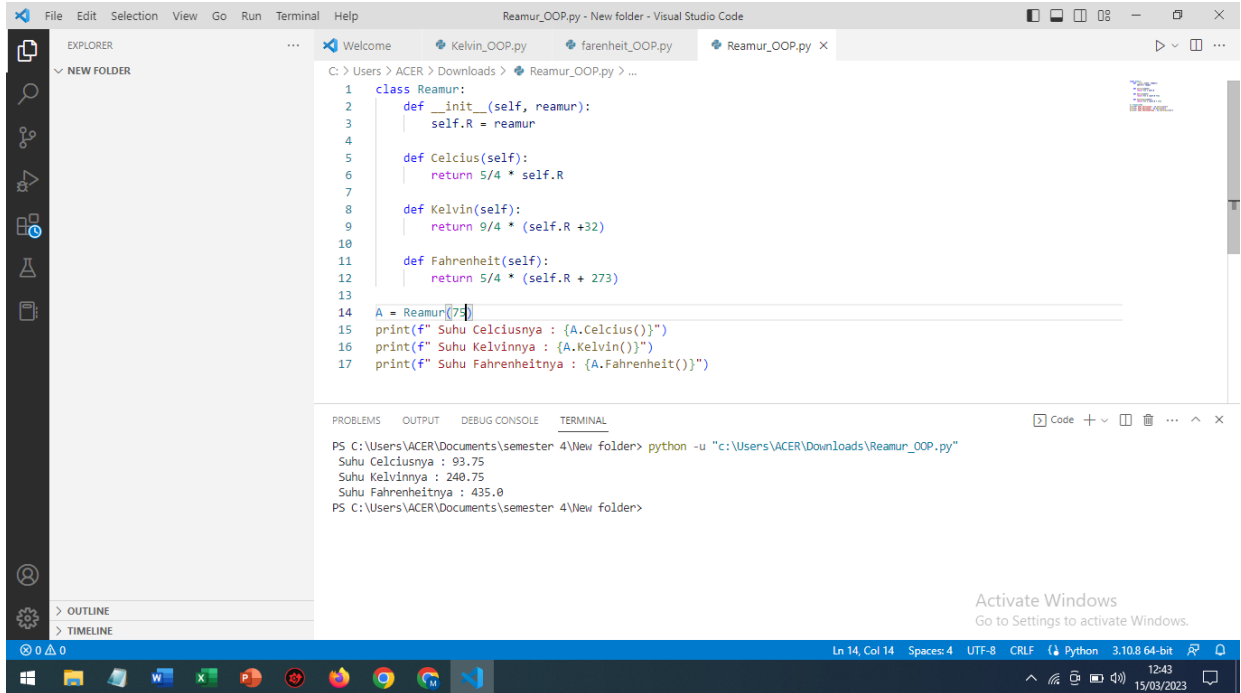 File Edit Selection View Go Run Terminal Help Reamur_OOP.py - New folder - Visual Studio Code
EXPLORER ···
NEW FOLDER
OUTLINE
TIMELINE
Welcome Kelvin_OOP.py farenheit_OOP.py Reamur_OOP.py
C: > Users > ACER > Downloads > Reamur_OOP.py > ...
1 class Reamur:
2     def __init__(self, reamur):
3         self.R = reamur
4
5     def Celcius(self):
6         return 5/4 * self.R
7
8     def Kelvin(self):
9         return 9/4 * (self.R +32)
10
11     def Fahrenheit(self):
12         return 5/4 * (self.R + 273)
13
14 A = Reamur(75)
15 print(f" Suhu Celciusnya : {A.Celcius()}")
16 print(f" Suhu Kelvinnya : {A.Kelvin()}")
17 print(f" Suhu Fahrenheitnya : {A.Fahrenheit()}")
PROBLEMS OUTPUT DEBUG CONSOLE TERMINAL Code
PS C:\Users\ACER\Documents\semester 4\New folder> python -u "c:\Users\ACER\Downloads\Reamur_OOP.py"
 Suhu Celciusnya : 93.75
 Suhu Kelvinnya : 240.75
 Suhu Fahrenheitnya : 435.0
PS C:\Users\ACER\Documents\semester 4\New folder>
Activate Windows
Go to Settings to activate Windows.
0 0 Ln 14, Col 14 Spaces: 4 UTF-8 CRLF Python 3.10.8 64-bit
12:43
15/03/2023